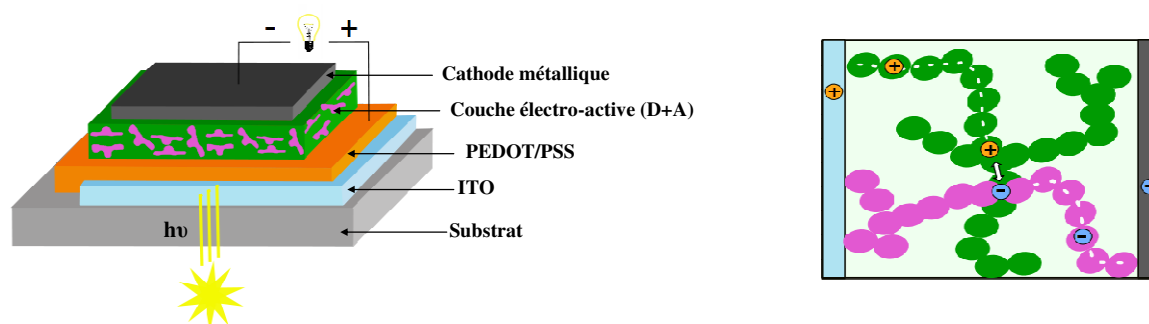 - +
Cathode métallique
Couche électro-active (D+A)
PEDOT/PSS
ITO
hυ
Substrat
+
+
+
-
-
-